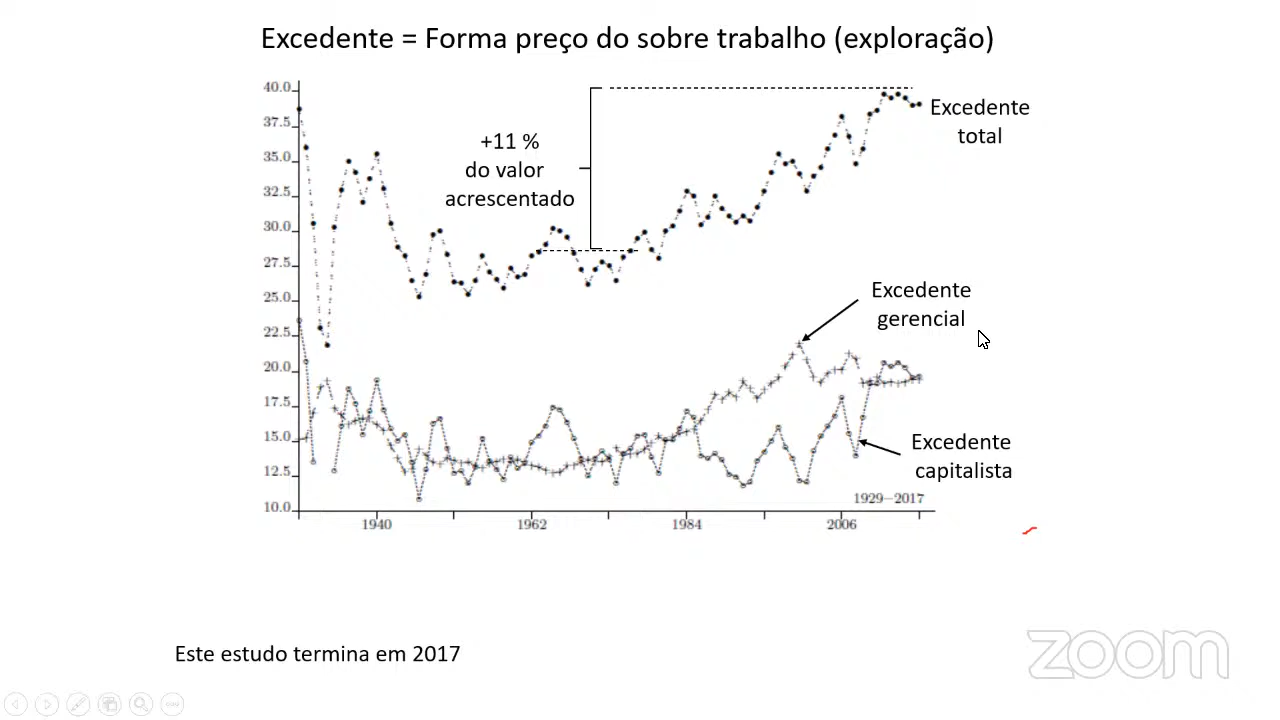 Excedente = Forma preço do sobre trabalho (exploração)
40.0
37.5
35.0
32.5
30.0
27.5
25.0
22.5
20.0
17.5
15.0
12.5
10.0
+11 %
do valor
acrescentado
Excedente
total
Excedente
gerencial
Excedente
capitalista
1929−2017
1940
1962
1984
2006
Este estudo termina em 2017
zoom